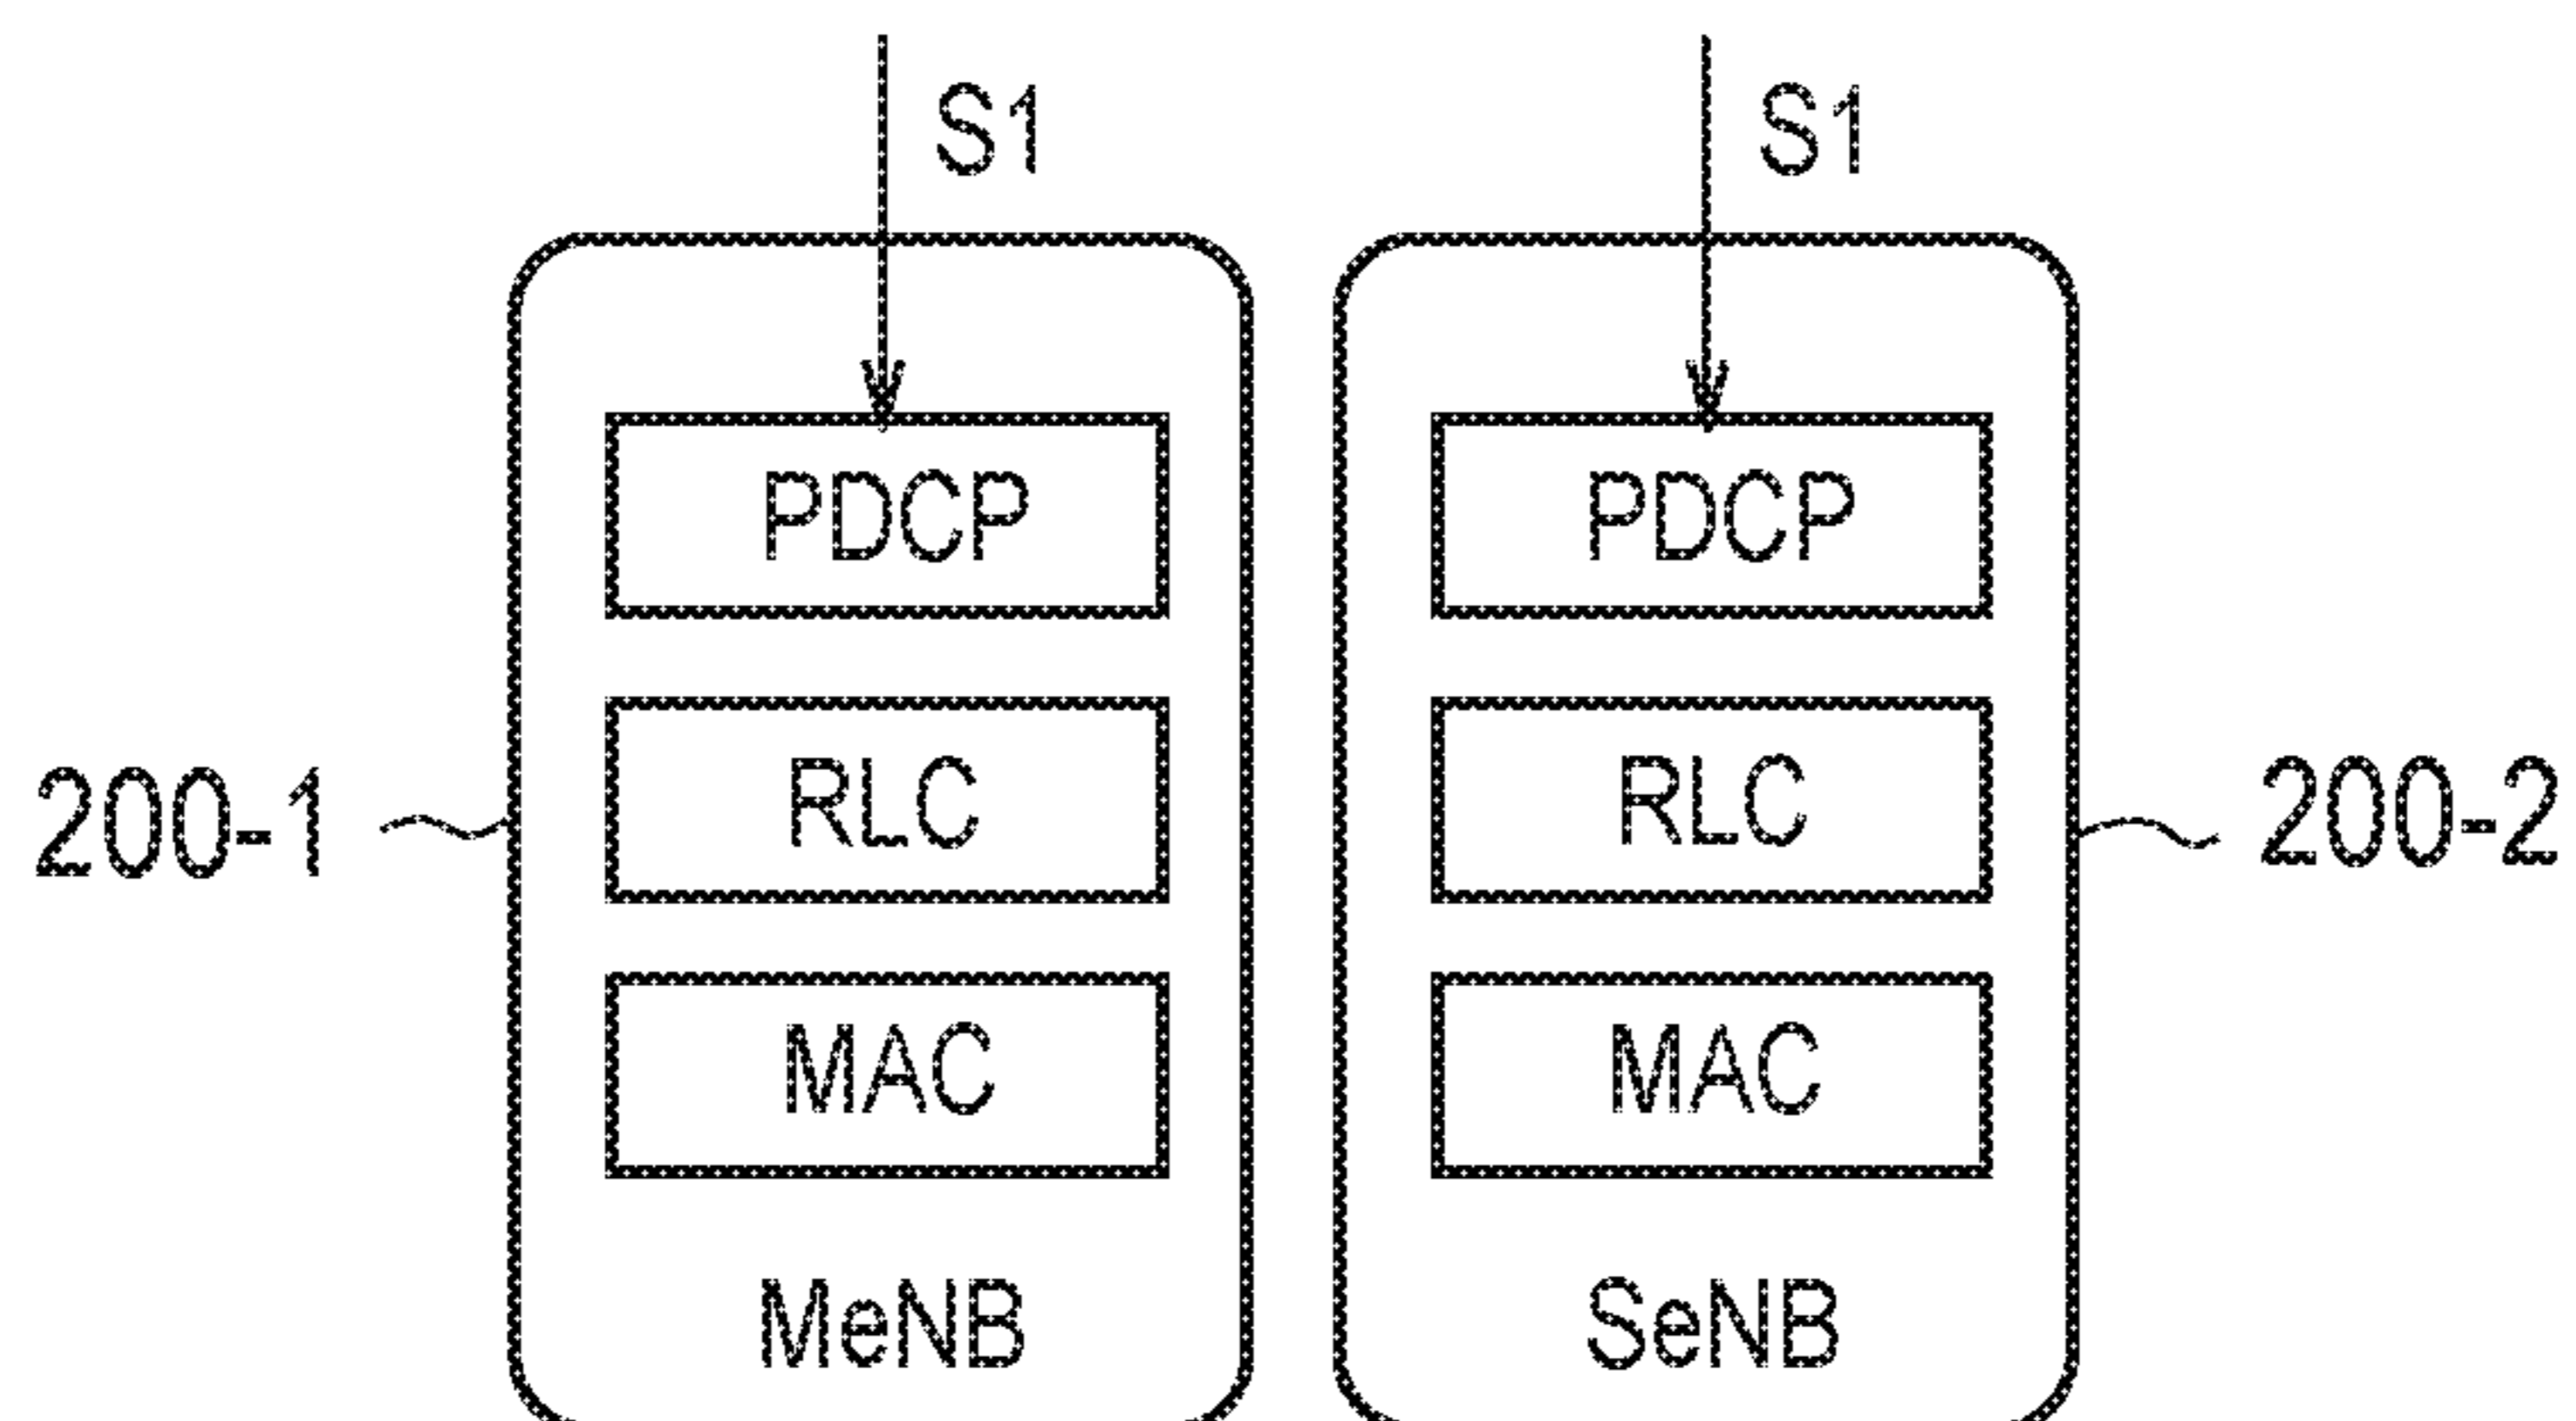 S1 S1
PDCP PDCP
RLC RLC
200-1 200-2
MAC MAC
MeNB SeNB